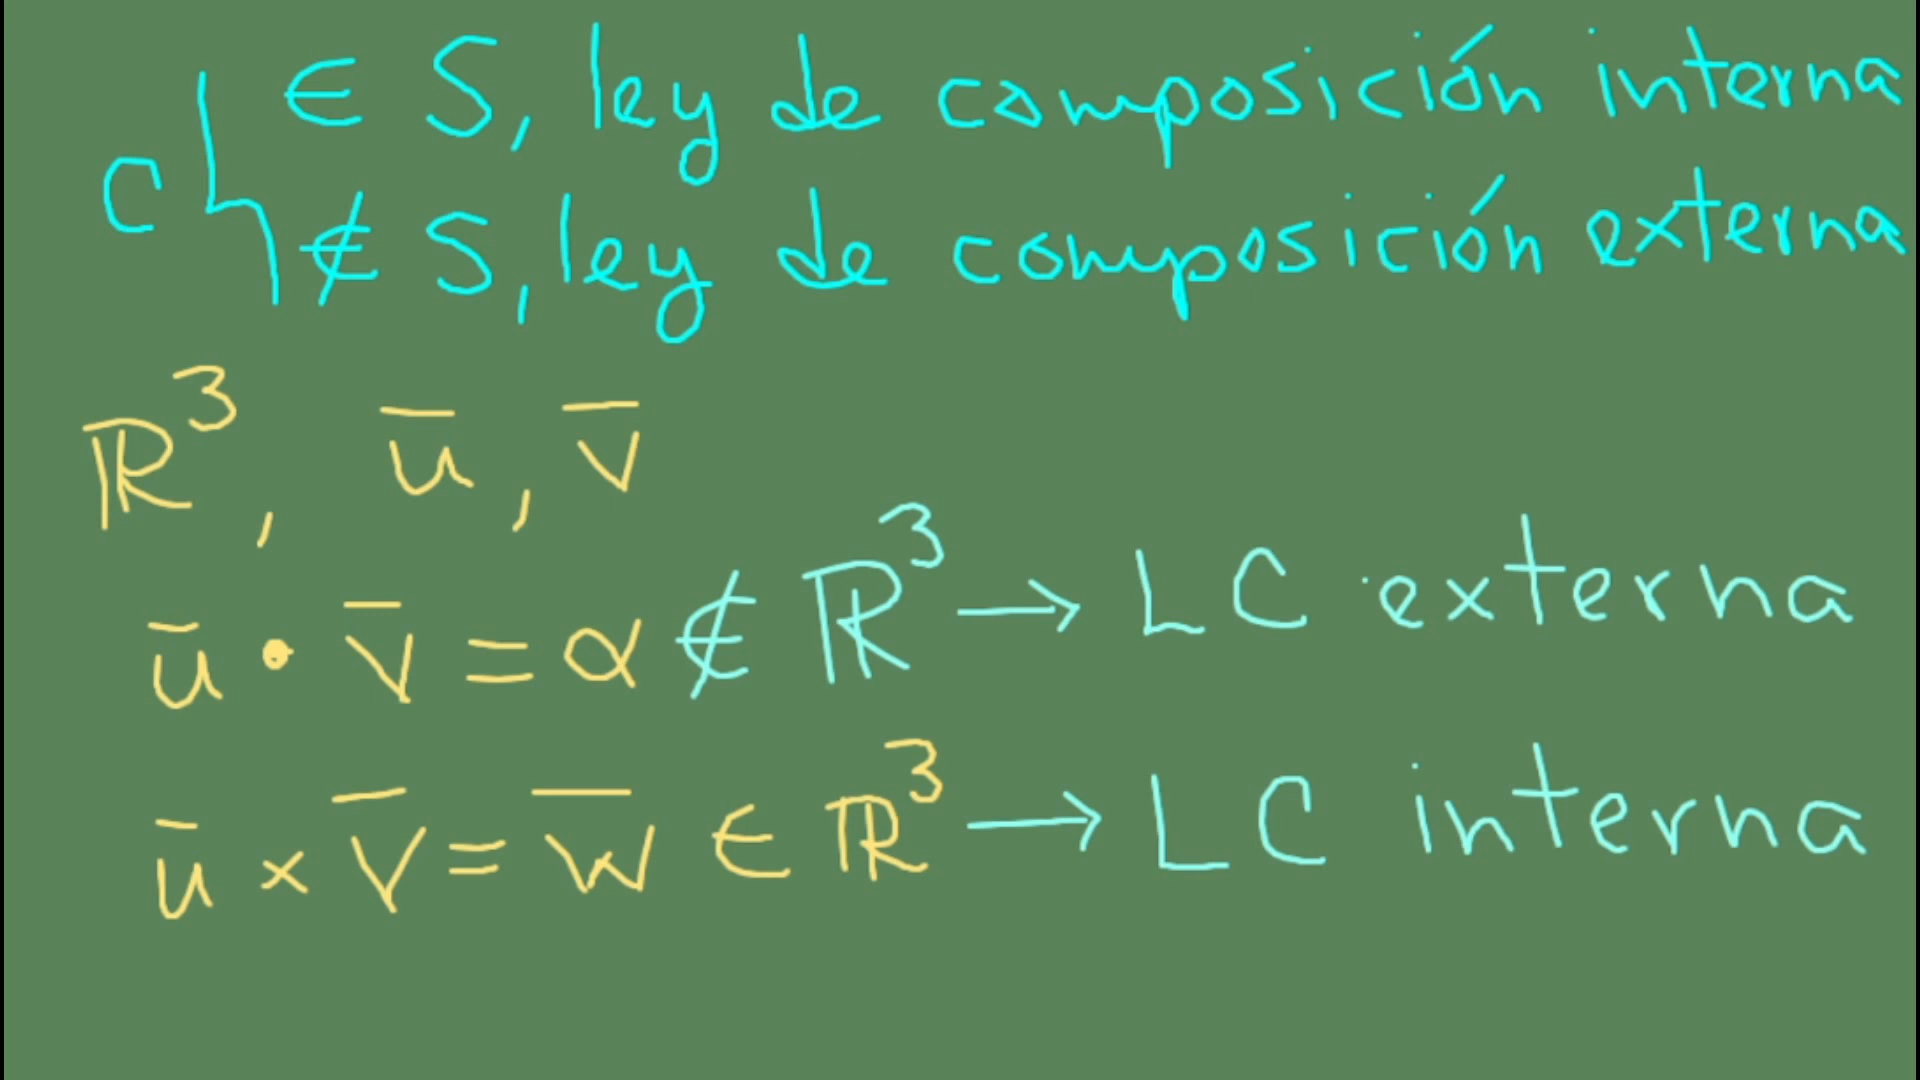 ∈ S, ley de composición interna
C
∉ S, ley de composición externa
ℝ³, u̅, v̅
u̅ • v̅ = α ∉ ℝ³ → LC externa
u̅ × v̅ = w̅ ∈ ℝ³ → LC interna